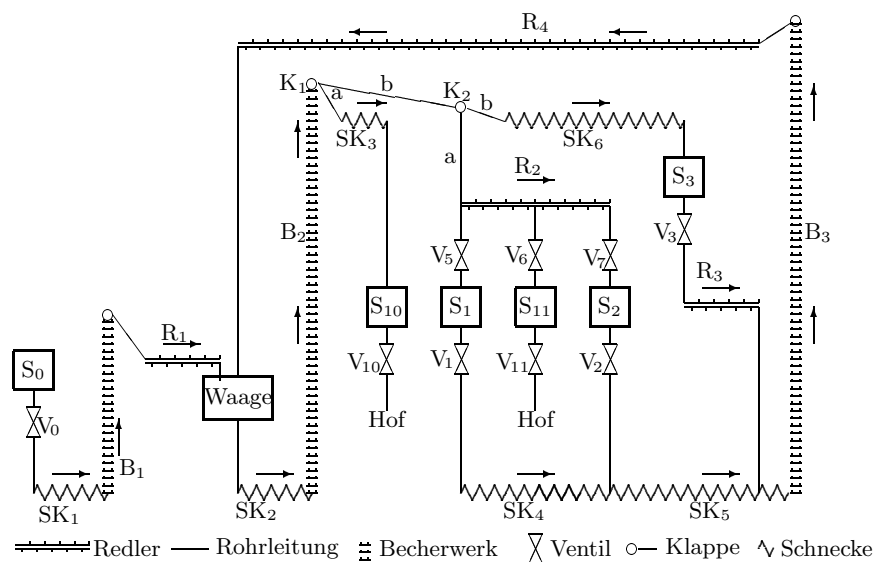 R₄
K₁ a b K₂ b
SK₃ SK₆
a R₂ S₃
B₂ V₃ B₃
V₅ V₆ V₇ R₃
S₁₀ S₁ S₁₁ S₂
R₁
V₁₀ V₁ V₁₁ V₂
S₀ Waage
V₀ Hof Hof
B₁
SK₁ SK₂ SK₄ SK₅
Redler Rohrleitung Becherwerk Ventil Klappe Schnecke